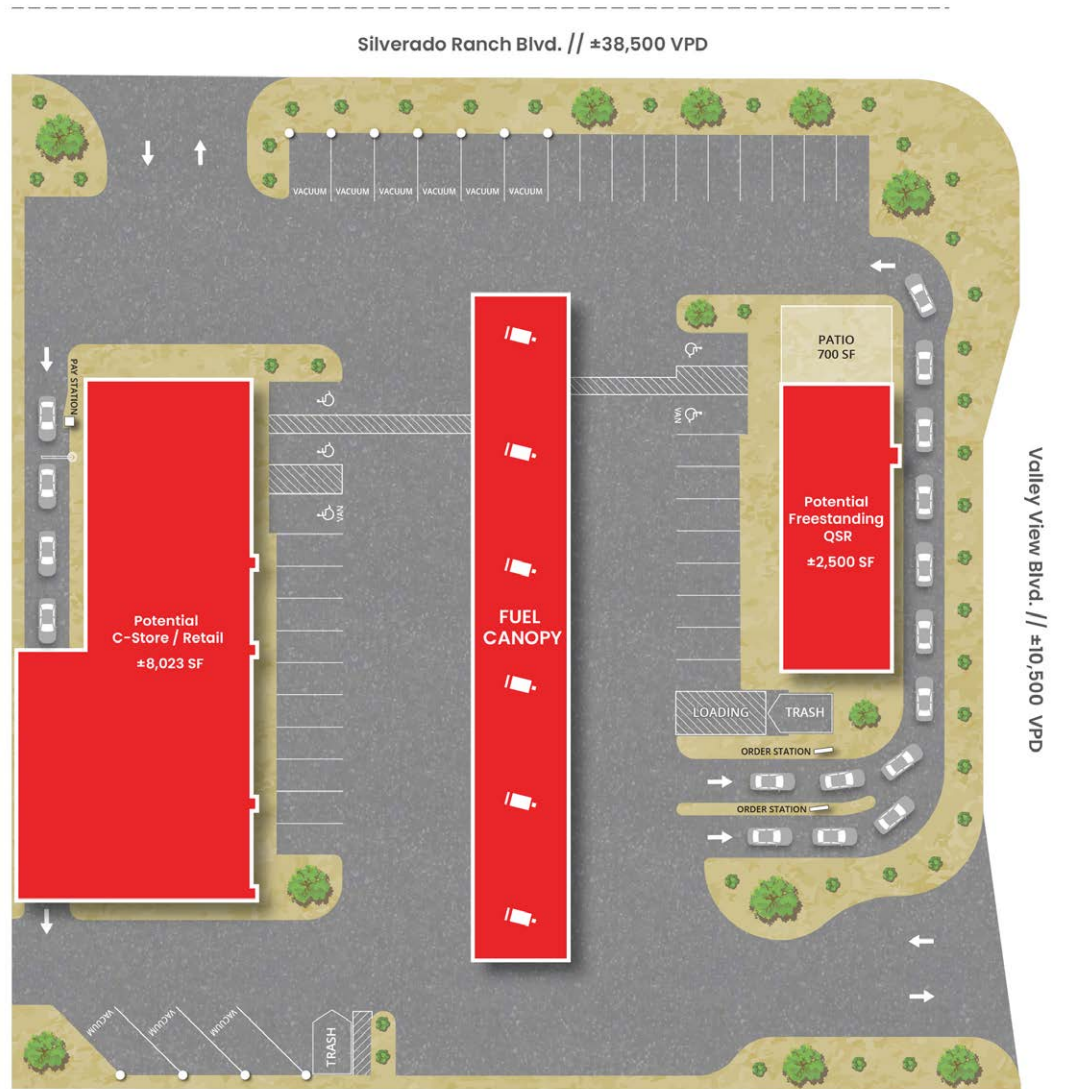 Silverado Ranch Blvd. // ±38,500 VPD
VACUUM
VACUUM
VACUUM
VACUUM
VACUUM
VACUUM
PATIO
700 SF
PAY STATION
VAN
Potential
Freestanding
QSR
±2,500 SF
VAN
Valley View Blvd. // ±10,500 VPD
Potential
C-Store / Retail
±8,023 SF
FUEL
CANOPY
LOADING
TRASH
ORDER STATION
ORDER STATION
VACUUM
VACUUM
VACUUM
TRASH